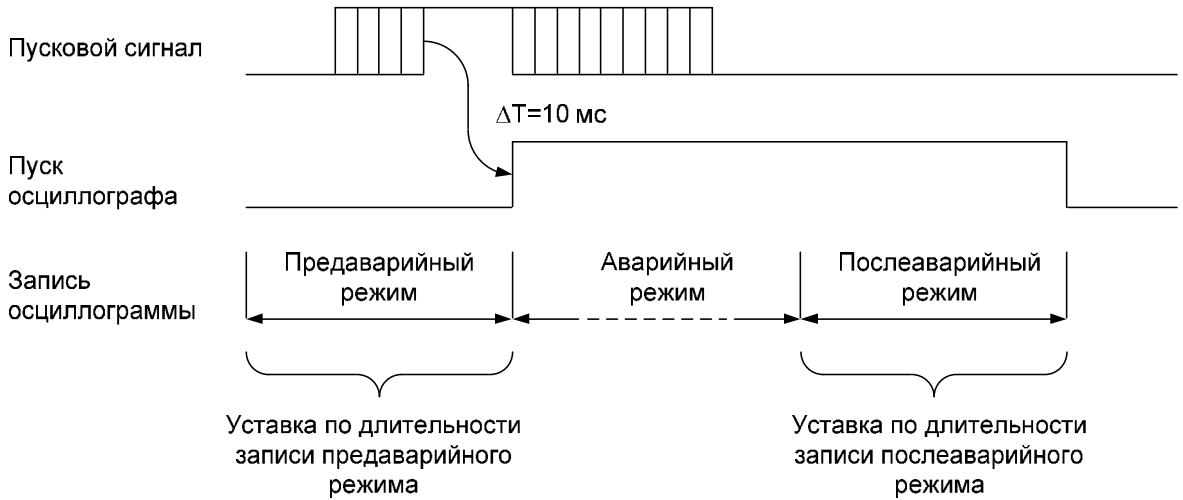 Пусковой сигнал
ΔT=10 мс
Пуск
осциллографа
Запись
осциллограммы
Предаварийный
режим
Аварийный
режим
Послеаварийный
режим
Уставка по длительности
записи предаварийного
режима
Уставка по длительности
записи послеаварийного
режима